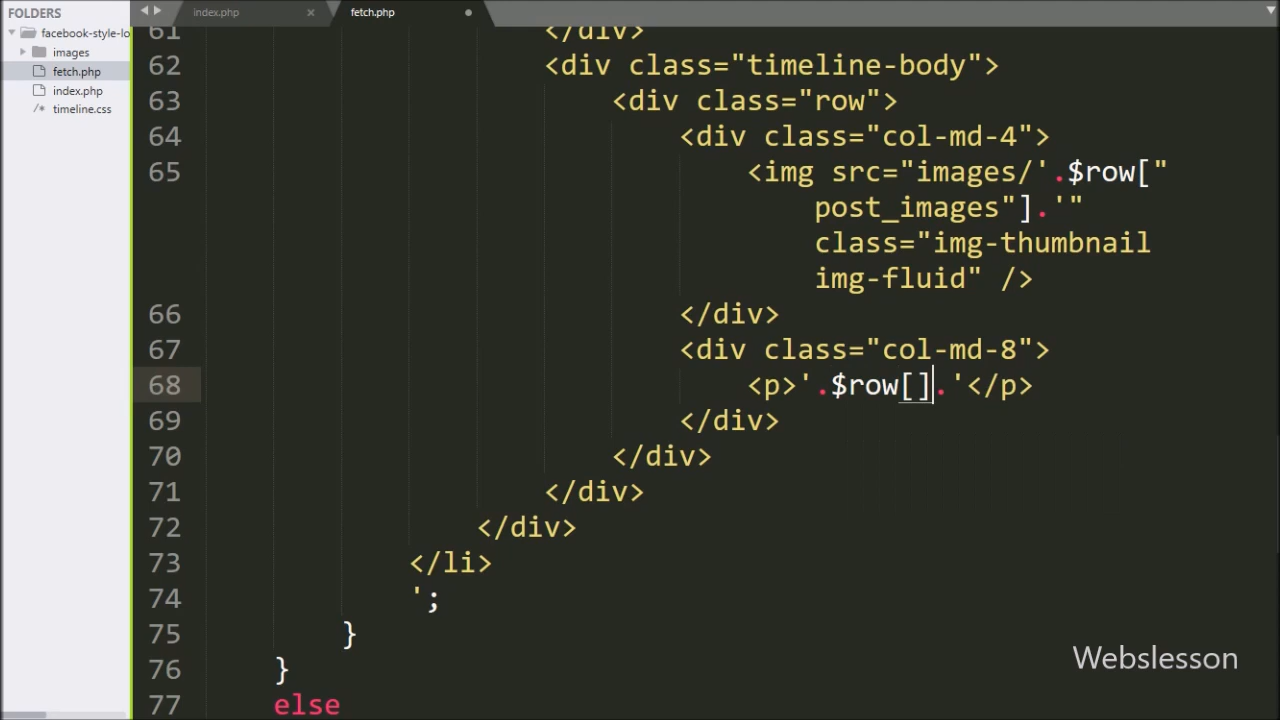 FOLDERS
facebook-style-lo
images
fetch.php
index.php
/* timeline.css
index.php × fetch.php
61 </div>
62 <div class="timeline-body">
63 <div class="row">
64 <div class="col-md-4">
65 <img src="images/'.$row["
post_images"].'"
class="img-thumbnail
img-fluid" />
66 </div>
67 <div class="col-md-8">
68 <p>'.$row[].'</p>
69 </div>
70 </div>
71 </div>
72 </div>
73 </li>
74 ';
75 }
76 }
77 else
Webslesson